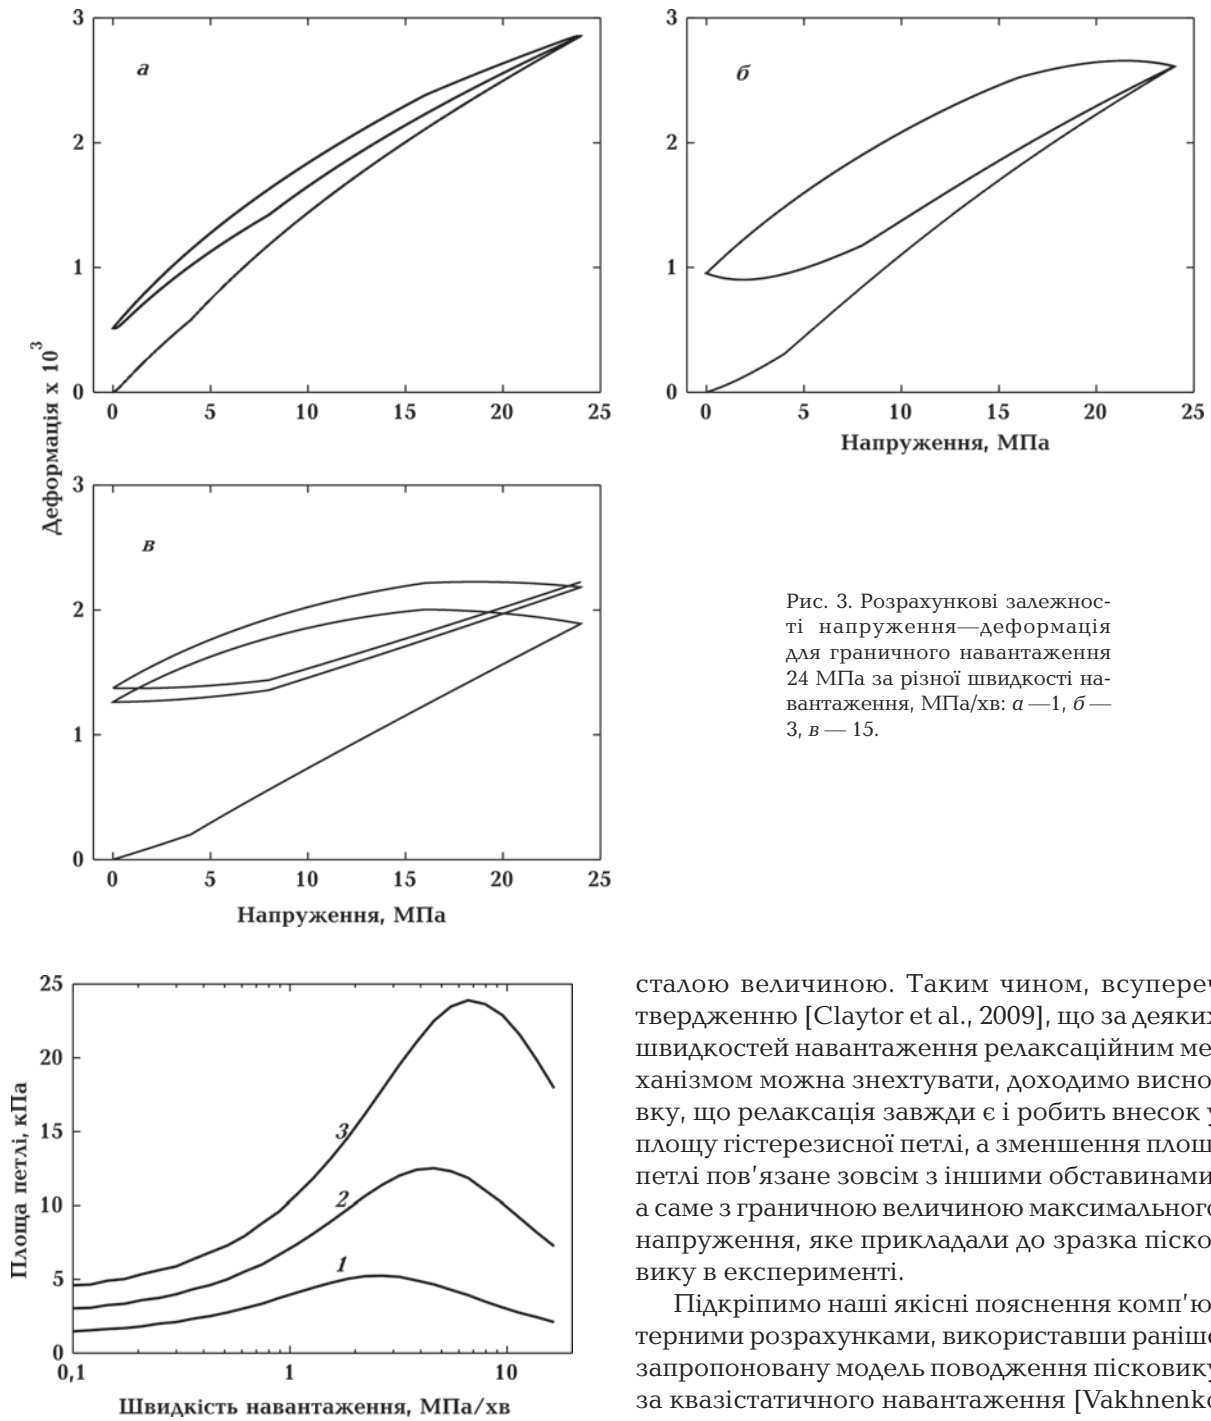 3
2
1
0
а
0
5
10
15
20
25
3
2
1
0
б
0
5
10
15
20
25
Напруження, МПа
Деформація x 10³
3
2
1
0
в
0
5
10
15
20
25
Напруження, МПа
Рис. 3. Розрахункові залежнос-
ті напруження—деформація
для граничного навантаження
24 МПа за різної швидкості на-
вантаження, МПа/хв: а —1, б —
3, в — 15.
25
20
15
10
5
0
Площа петлі, кПа
3
2
1
0,1
1
10
Швидкість навантаження, МПа/хв
сталою величиною. Таким чином, всупереч
твердженню [Claytor et al., 2009], що за деяких
швидкостей навантаження релаксаційним ме
ханізмом можна знехтувати, доходимо висно
вку, що релаксація завжди є і робить внесок у
площу гістерезисної петлі, а зменшення площ
петлі пов’язане зовсім з іншими обставинами
а саме з граничною величиною максимального
напруження, яке прикладали до зразка піско
вику в експерименті.
Підкріпимо наші якісні пояснення комп’ю
терними розрахунками, використавши раніше
запропоновану модель поводження пісковику
за квазістатичного навантаження [Vakhnenko